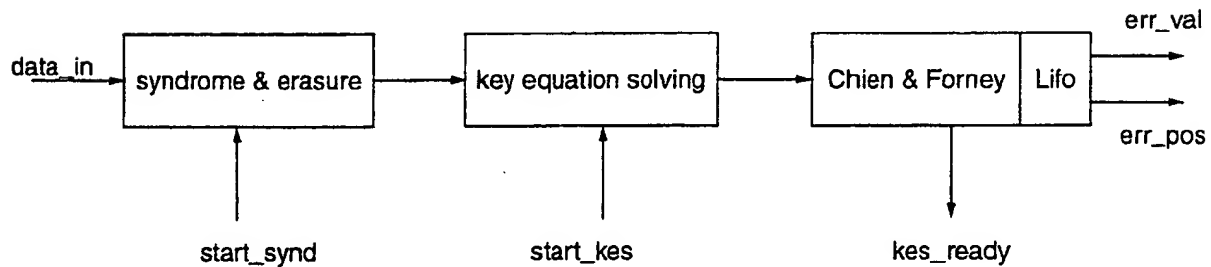 err_val
data_in
syndrome & erasure
key equation solving
Chien & Forney
Lifo
err_pos
start_synd
start_kes
kes_ready